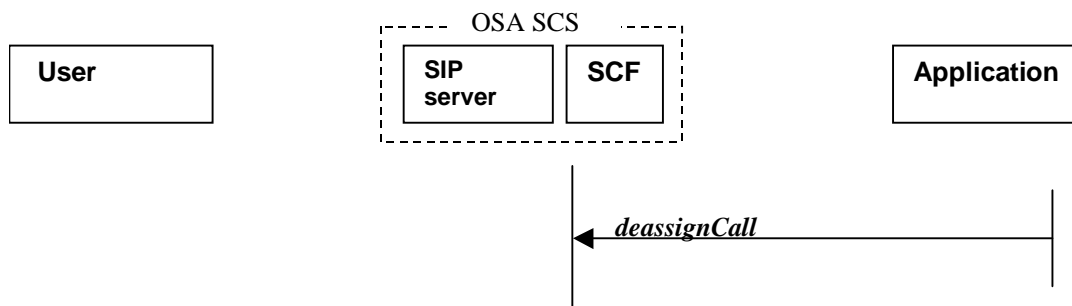 OSA SCS
User
SIP
server
SCF
Application
deassignCall